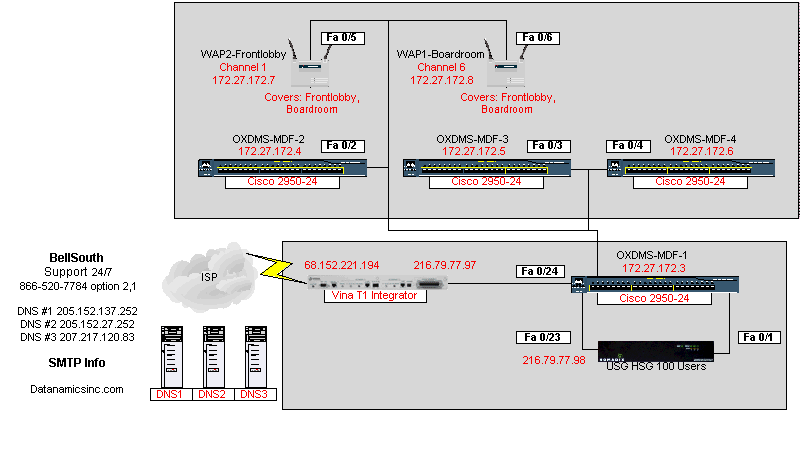 Fa 0/5
Fa 0/6
WAP2-Frontlobby
Channel 1
172.27.172.7
Covers: Frontlobby,
Boardroom
WAP1-Boardroom
Channel 6
172.27.172.8
Covers: Frontlobby,
Boardroom
OXDMS-MDF-2
172.27.172.4
Fa 0/2
Cisco 2950-24
OXDMS-MDF-3
172.27.172.5
Fa 0/3
Cisco 2950-24
Fa 0/4
OXDMS-MDF-4
172.27.172.6
Cisco 2950-24
BellSouth
Support 24/7
866-520-7784 option 2,1
DNS #1 205.152.137.252
DNS #2 205.152.27.252
DNS #3 207.217.120.83
SMTP Info
Datanamicsinc.com
ISP
68.152.221.194
216.79.77.97
Vina T1 Integrator
Fa 0/24
OXDMS-MDF-1
172.27.172.3
Cisco 2950-24
Fa 0/23
Fa 0/1
216.79.77.98
NOMADIX
USG HSG 100 Users
DNS1
DNS2
DNS3